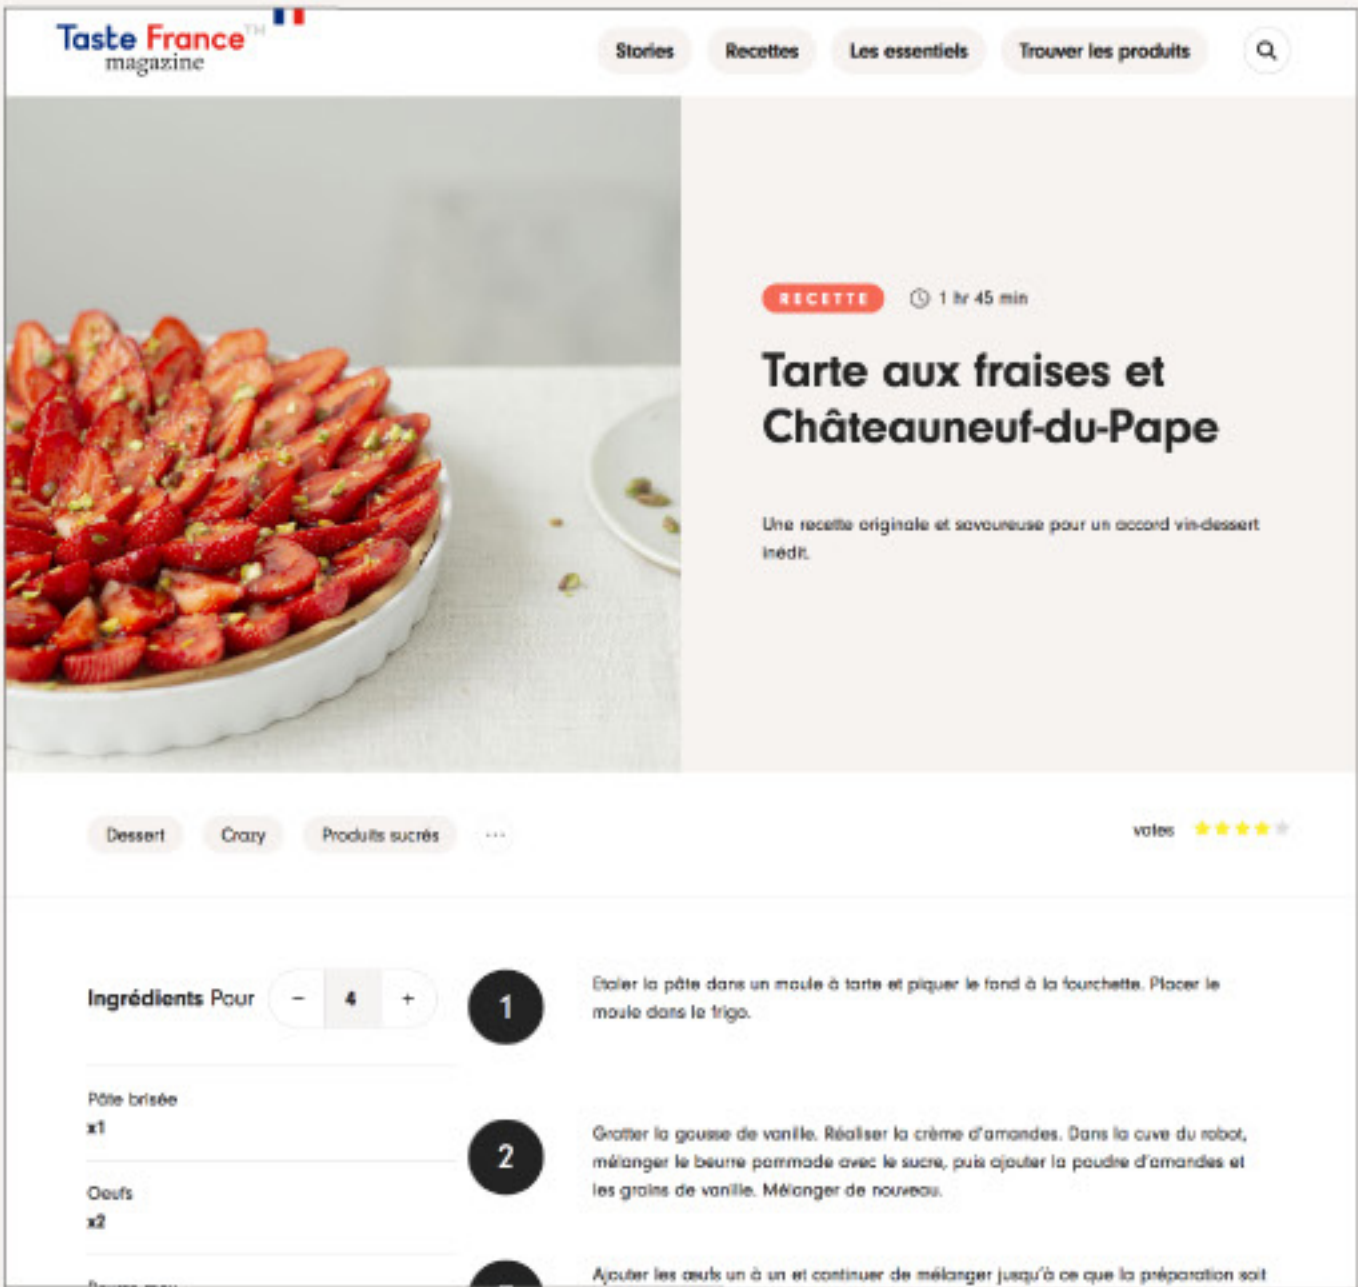 Taste France TM
magazine
Stories
Recettes
Les essentiels
Trouver les produits
RECETTE
1 hr 45 min
Tarte aux fraises et
Châteauneuf-du-Pape
Une recette originale et savoureuse pour un accord vin-dessert
inédit.
Dessert
Crazy
Produits sucrés
...
votes
Ingrédients Pour
−
4
+
Pâte brisée
x1
Oeufs
x2
1
Etaler la pâte dans un moule à tarte et piquer le fond à la fourchette. Placer le
moule dans le frigo.
2
Gratter la gousse de vanille. Réaliser la crème d'amandes. Dans la cuve du robot,
mélanger le beurre pommade avec le sucre, puis ajouter la poudre d'amandes et
les grains de vanille. Mélanger de nouveau.
Ajouter les œufs un à un et continuer de mélanger jusqu'à ce que la préparation soit